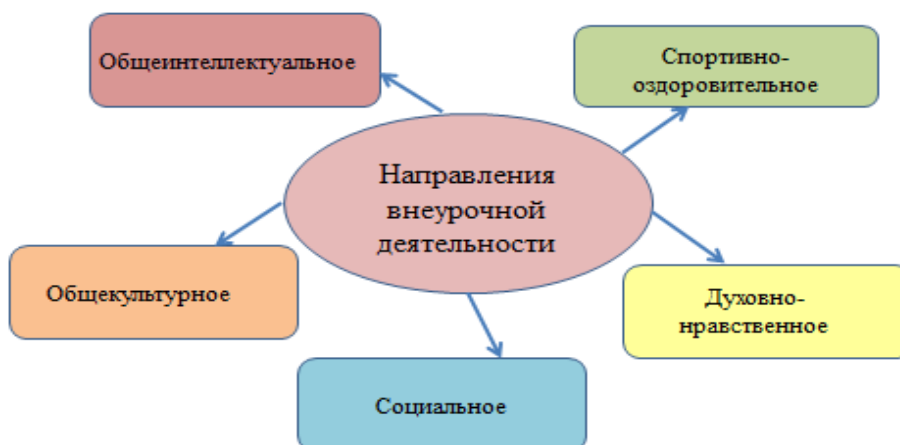 Общеинтеллектуальное
Спортивно-
оздоровительное
Направления
внеурочной
деятельности
Общекультурное
Духовно-
нравственное
Социальное